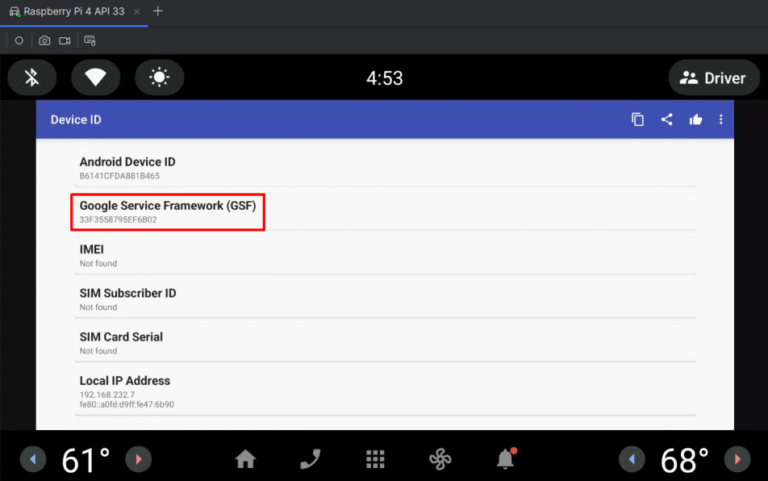 Raspberry Pi 4 API 33
4:53
Driver
Device ID
Android Device ID
B6141CFDA881B465
Google Service Framework (GSF)
33F3558795EF6B02
IMEI
Not found
SIM Subscriber ID
Not found
SIM Card Serial
Not found
Local IP Address
192.168.232.7
fe80::a0fd:d9ff:fe47:6b90
61°
68°